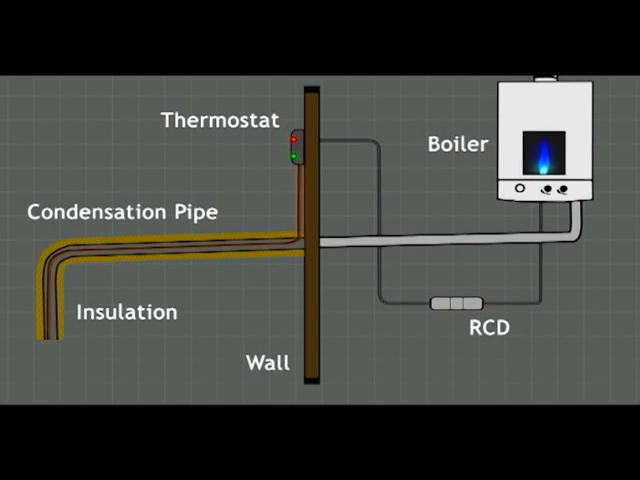 Thermostat
Boiler
Condensation Pipe
Insulation
RCD
Wall